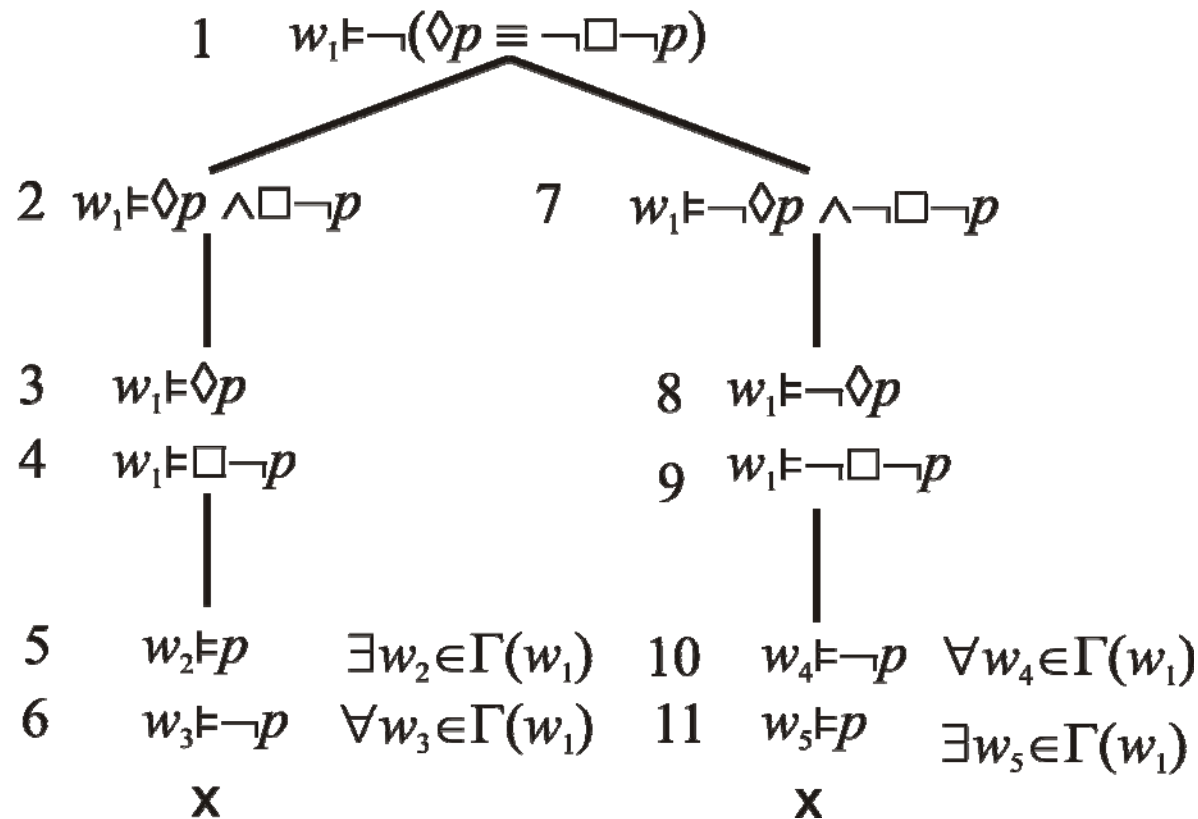 1 w₁⊨¬(◊p ≡ ¬□¬p)
2 w₁⊨◊p ∧□¬p
7 w₁⊨¬◊p ∧¬□¬p
3 w₁⊨◊p
4 w₁⊨□¬p
8 w₁⊨¬◊p
9 w₁⊨¬□¬p
5 w₂⊨p ∃w₂∈Γ(w₁)
6 w₃⊨¬p ∀w₃∈Γ(w₁)
x
10 w₄⊨¬p ∀w₄∈Γ(w₁)
11 w₅⊨p ∃w₅∈Γ(w₁)
x